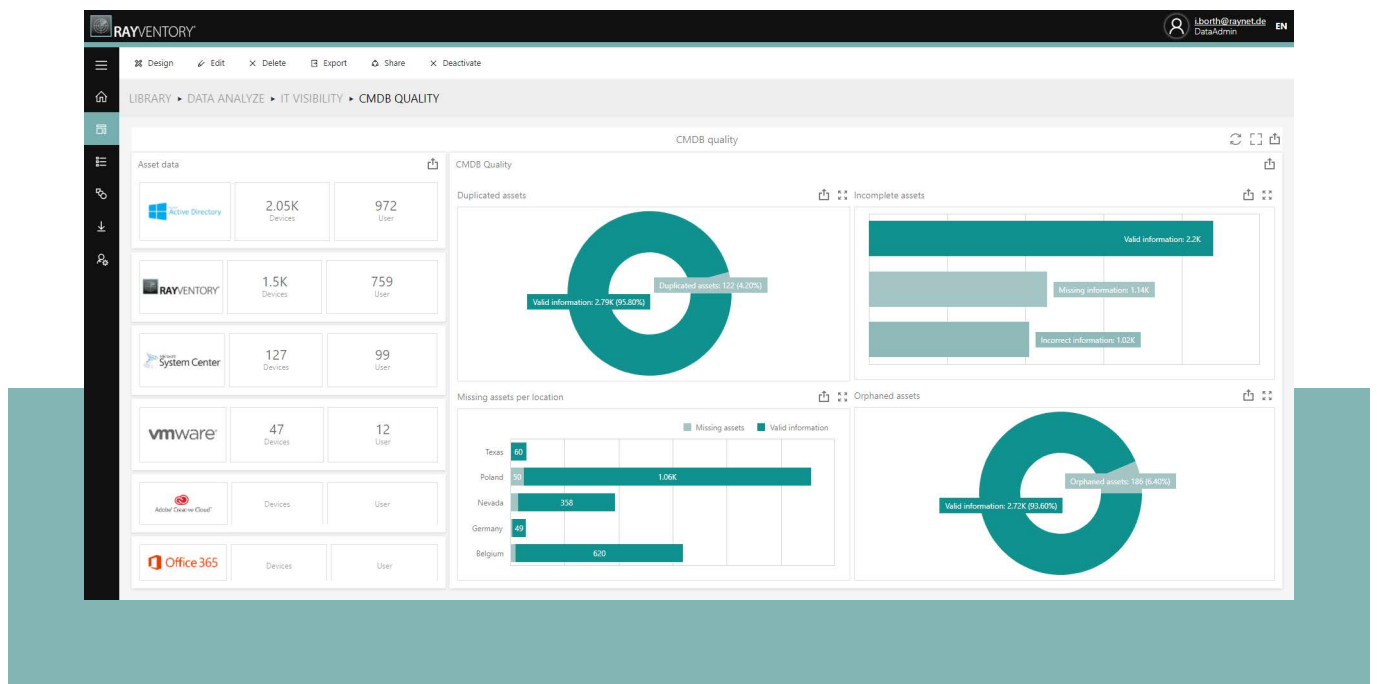 RAYVENTORY
i.borth@raynet.de
DataAdmin
EN
Design Edit Delete Export Share Deactivate
LIBRARY ▸ DATA ANALYZE ▸ IT VISIBILITY ▸ CMDB QUALITY
CMDB quality
Asset data
Active Directory
2.05K
Devices
972
User
RAYVENTORY
1.5K
Devices
759
User
Microsoft
System Center
127
Devices
99
User
vmware
47
Devices
12
User
Adobe Creative Cloud
Devices
User
Office 365
Devices
User
CMDB Quality
Duplicated assets
Duplicated assets: 122 (4.20%)
Valid information: 2.79K (95.80%)
Incomplete assets
Valid information: 2.2K
Missing information: 1.14K
Incorrect information: 1.02K
Missing assets per location
Missing assets Valid information
Texas 60
Poland 50 1.06K
Nevada 358
Germany 49
Belgium 620
Orphaned assets
Orphaned assets: 186 (6.40%)
Valid information: 2.72K (93.60%)